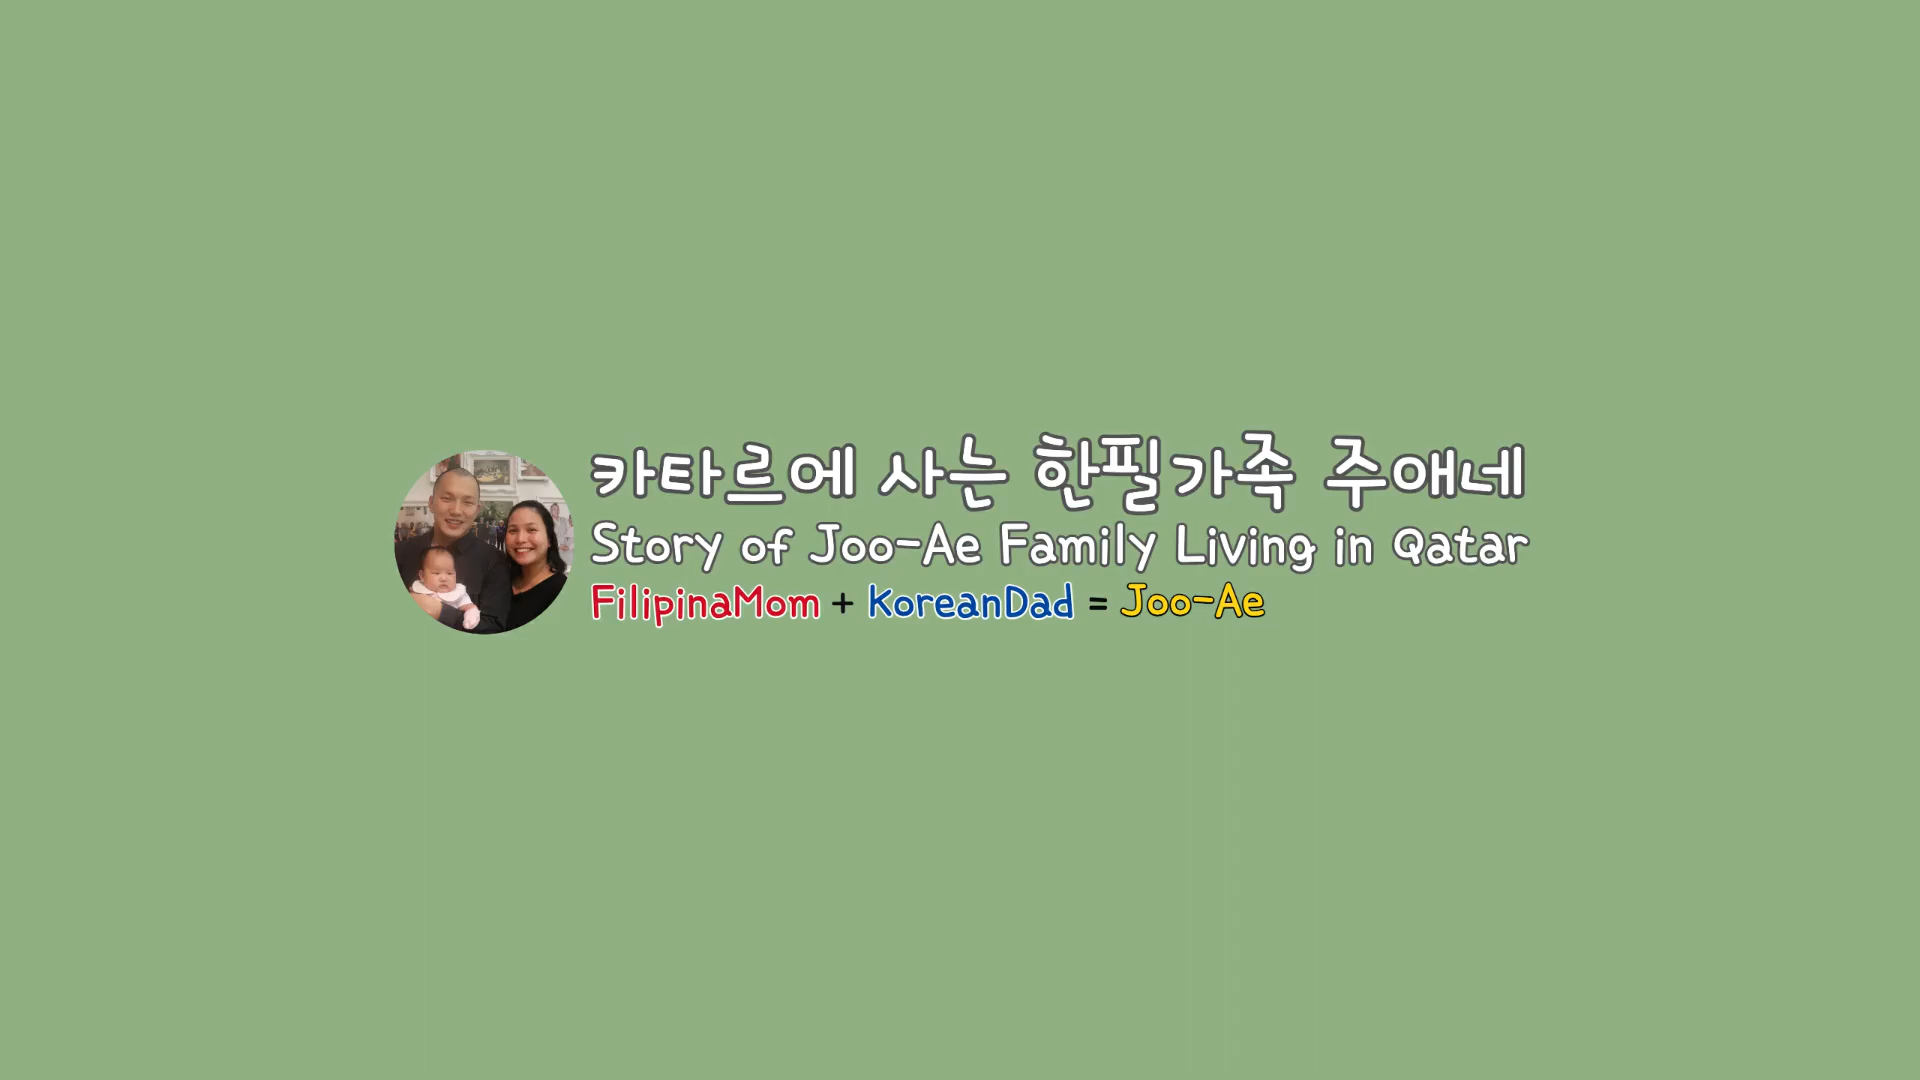 카타르에 사는 한필가족 주애네
Story of Joo-Ae Family Living in Qatar
FilipinaMom + KoreanDad = Joo-Ae